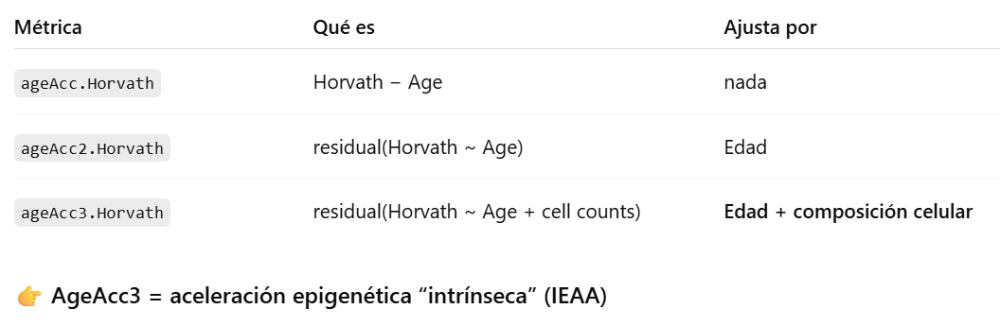 Métrica Qué es Ajusta por
ageAcc.Horvath Horvath − Age nada
ageAcc2.Horvath residual(Horvath ~ Age) Edad
ageAcc3.Horvath residual(Horvath ~ Age + cell counts) Edad + composición celular
👉 AgeAcc3 = aceleración epigenética “intrínseca” (IEAA)